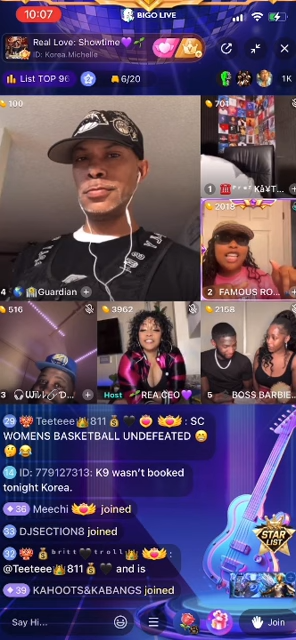 10:07
BIGO LIVE
Real Love: Showtime💜
ID: Korea.Michelle
List TOP 96
6/20
1K
100
701
2018
4 Guardian
1
2 FAMOUS RO...
516
3962
2158
3
Host REA CEO🖤
5 BOSS BARBIE...
29 Teeteee👑811💰🖤 : SC
WOMENS BASKETBALL UNDEFEATED 😄
🤔😂
14 ID: 779127313: K9 wasn't booked
tonight Korea.
36 Meechi joined
33 DJSECTION8 joined
32 ᵇʳⁱᵗᵗ🖤ᵗʳᵒˡˡ :
@Teeteee👑811💰🖤 and is
39 KAHOOTS&KABANGS joined
STAR
LIST
Say Hi...
Join